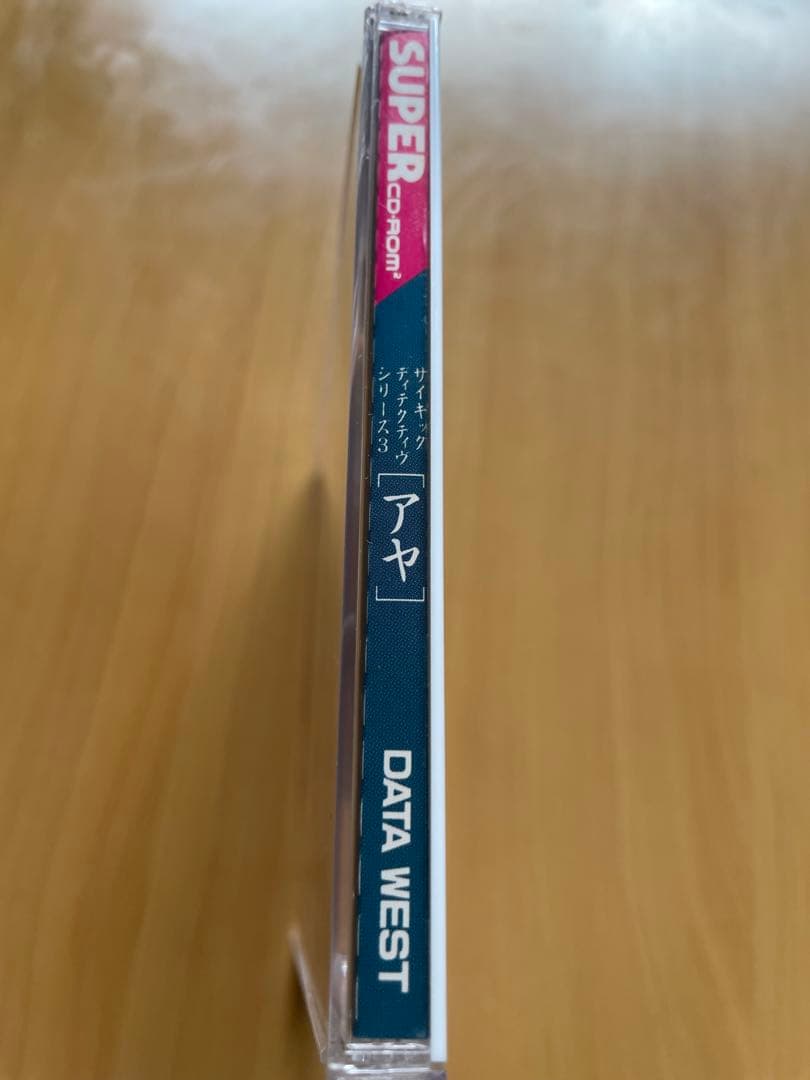 SUPER
CD-ROM²
サイキック
ディテクティヴ
シリーズ3
[アヤ]
DATA WEST